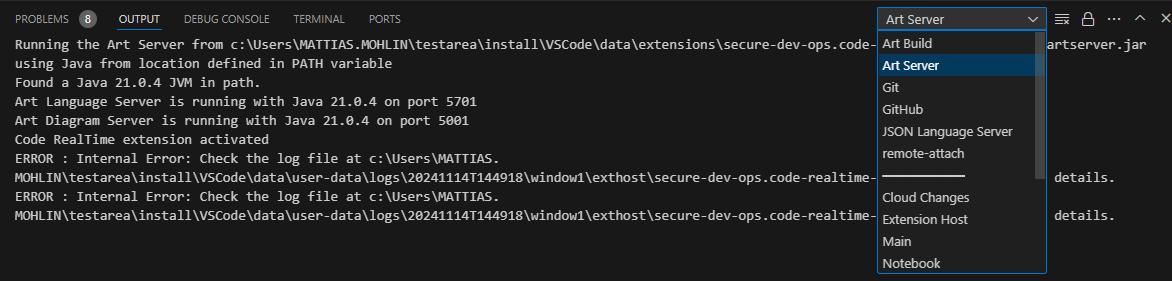 PROBLEMS 8 OUTPUT DEBUG CONSOLE TERMINAL PORTS Art Server
Running the Art Server from c:\Users\MATTIAS.MOHLIN\testarea\install\VSCode\data\extensions\secure-dev-ops.code- artserver.jar
using Java from location defined in PATH variable
Found a Java 21.0.4 JVM in path.
Art Language Server is running with Java 21.0.4 on port 5701
Art Diagram Server is running with Java 21.0.4 on port 5001
Code RealTime extension activated
ERROR : Internal Error: Check the log file at c:\Users\MATTIAS.
MOHLIN\testarea\install\VSCode\data\user-data\logs\20241114T144918\window1\exthost\secure-dev-ops.code-realtime- details.
ERROR : Internal Error: Check the log file at c:\Users\MATTIAS.
MOHLIN\testarea\install\VSCode\data\user-data\logs\20241114T144918\window1\exthost\secure-dev-ops.code-realtime- details.
Art Build
Art Server
Git
GitHub
JSON Language Server
remote-attach
Cloud Changes
Extension Host
Main
Notebook